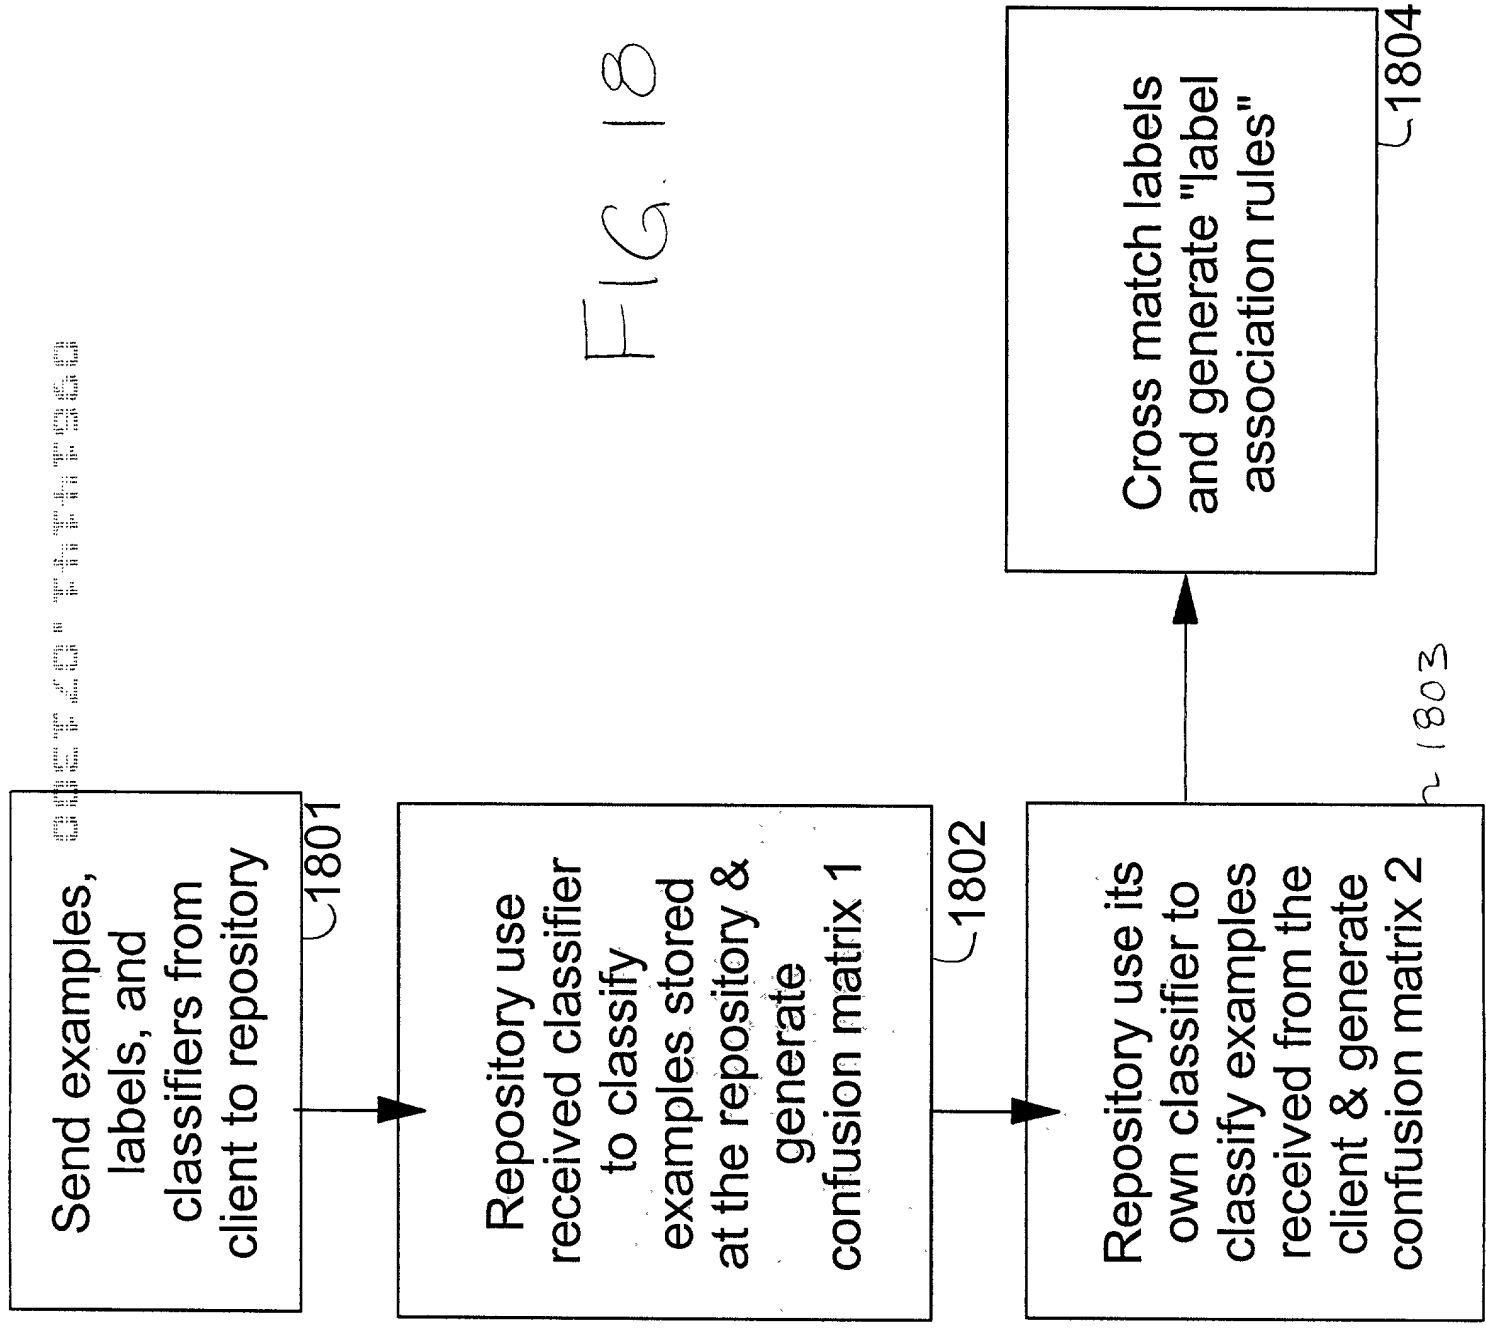 Send examples,
labels, and
classifiers from
client to repository
1801
Repository use
received classifier
to classify
examples stored
at the repository &
generate
confusion matrix 1
1802
Repository use its
own classifier to
classify examples
received from the
client & generate
confusion matrix 2
1803
Cross match labels
and generate "label
association rules"
1804
FIG. 18